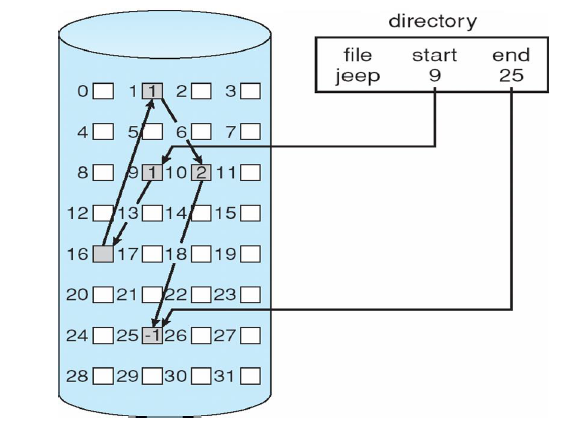 directory
file start end
jeep 9 25
0 1 1 2 3
4 5 6 7
8 9 1 10 2 11
12 13 14 15
16 17 18 19
20 21 22 23
24 25 -1 26 27
28 29 30 31